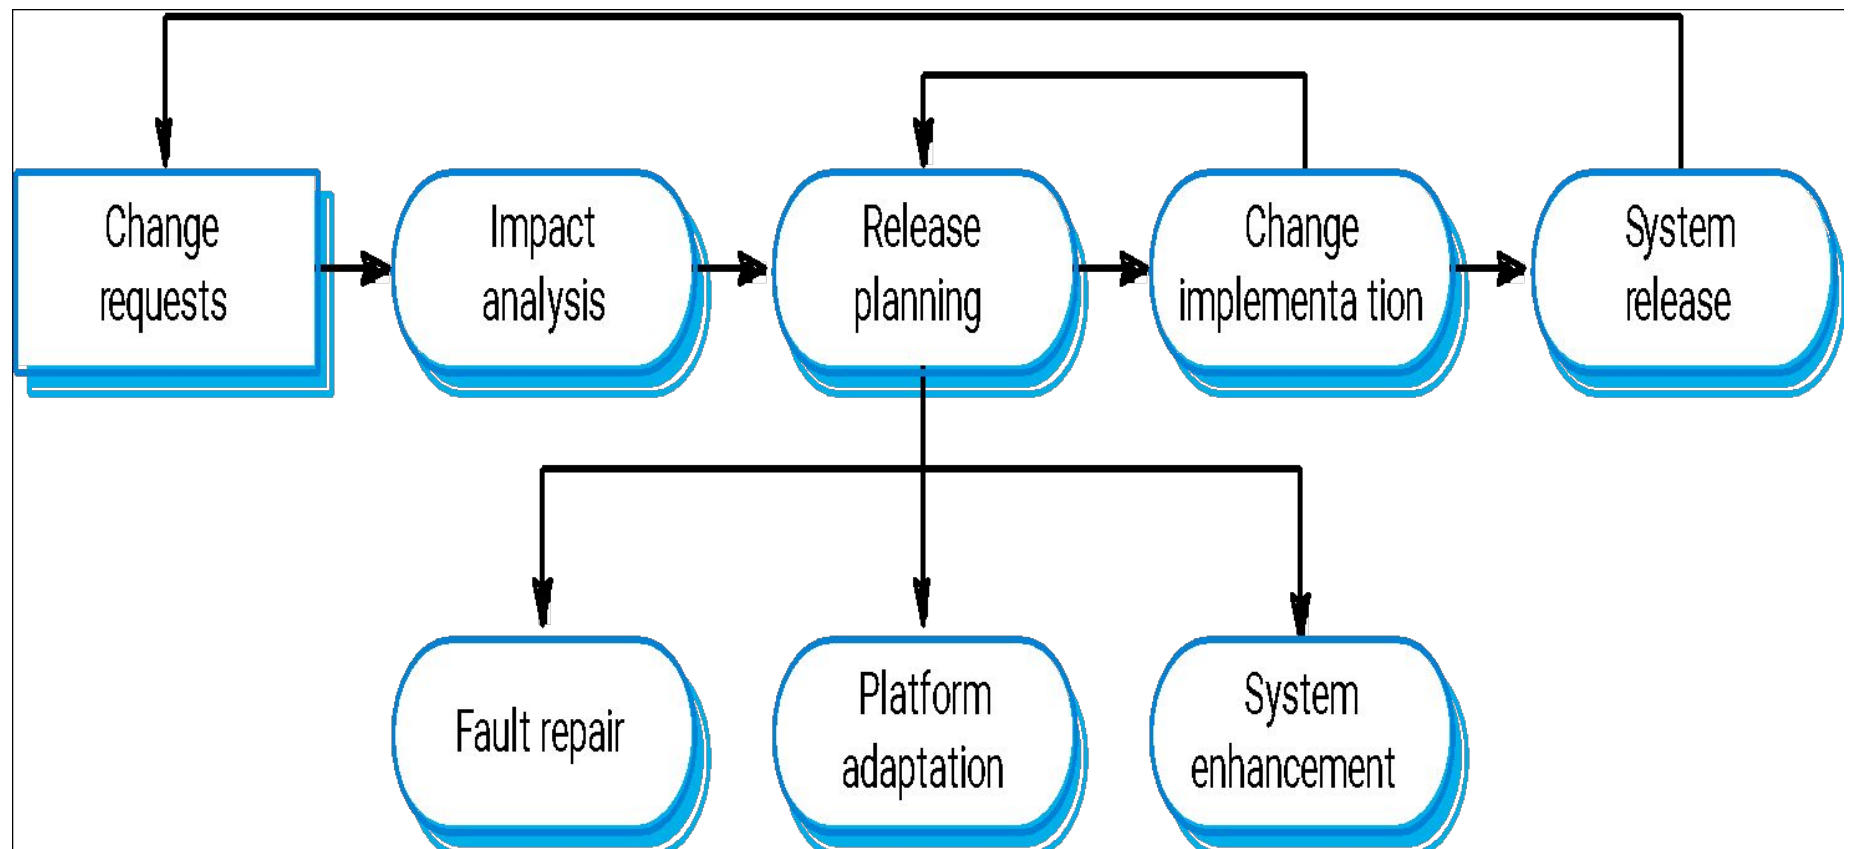 Change
requests
Impact
analysis
Release
planning
Change
implementa tion
System
release
Fault repair
Platform
adaptation
System
enhancement